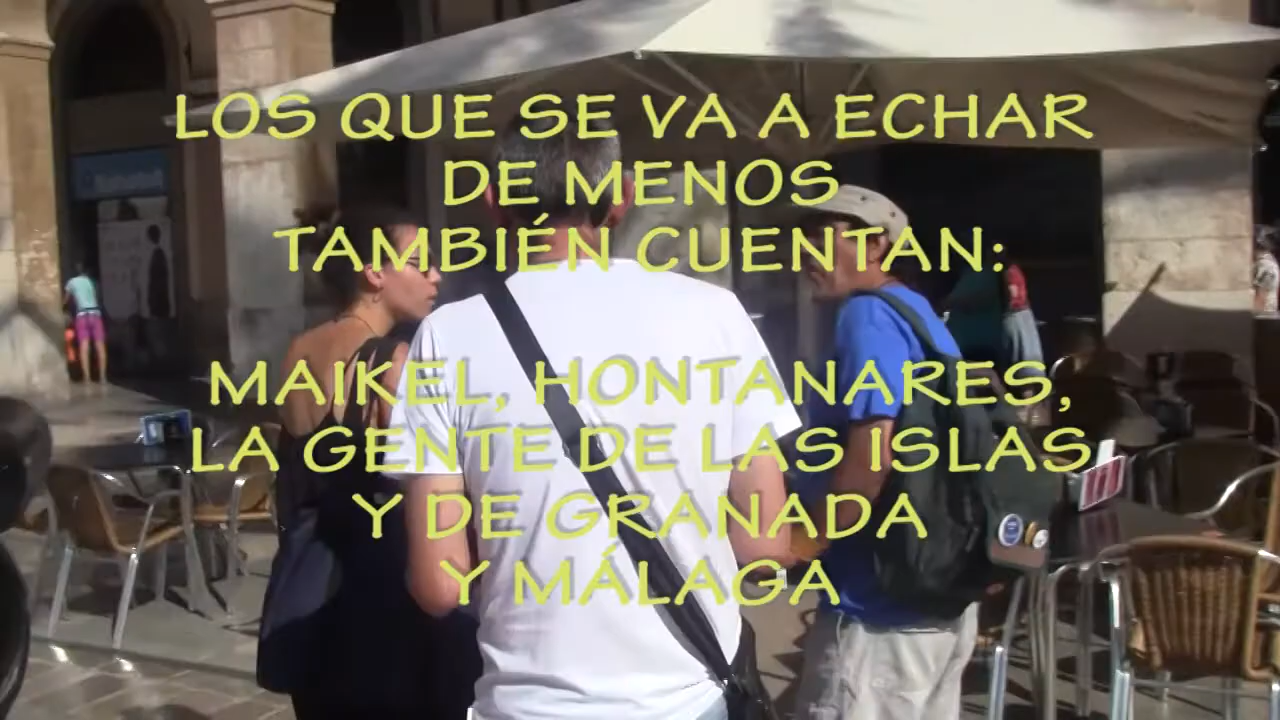 LOS QUE SE VA A ECHAR
DE MENOS
TAMBIÉN CUENTAN:
MAIKEL, HONTANARES,
LA GENTE DE LAS ISLAS
Y DE GRANADA
Y MÁLAGA